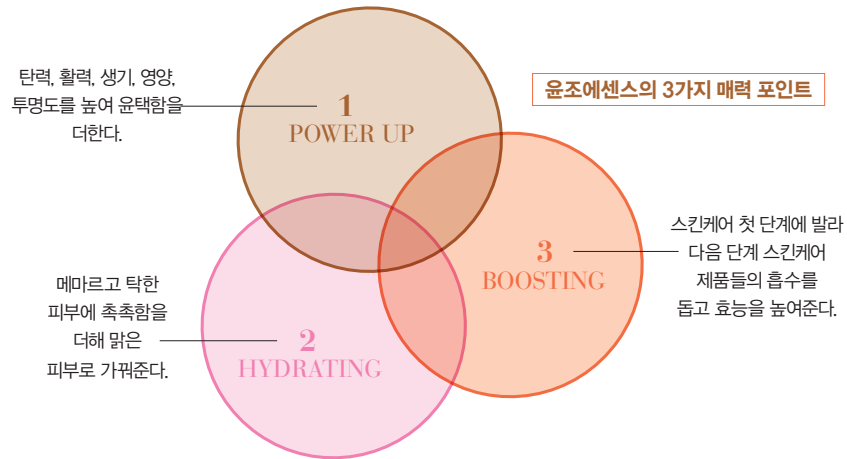 윤조에센스의 3가지 매력 포인트
탄력, 활력, 생기, 영양,
투명도를 높여 윤택함을
더한다.
1
POWER UP
메마르고 탁한
피부에 촉촉함을
더해 맑은
피부로 가꿔준다.
2
HYDRATING
3
BOOSTING
스킨케어 첫 단계에 발라
다음 단계 스킨케어
제품들의 흡수를
돕고 효능을 높여준다.